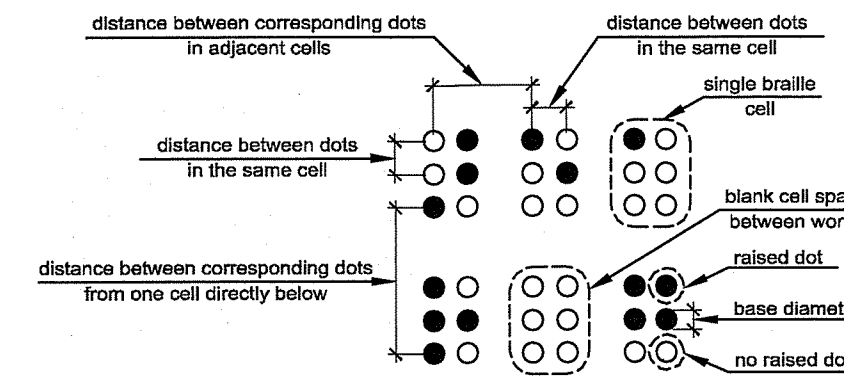 distance between corresponding dots
in adjacent cells
distance between dots
in the same cell
single braille
cell
distance between dots
in the same cell
blank cell
between
raised dot
distance between corresponding dots
from one cell directly below
base
no raised